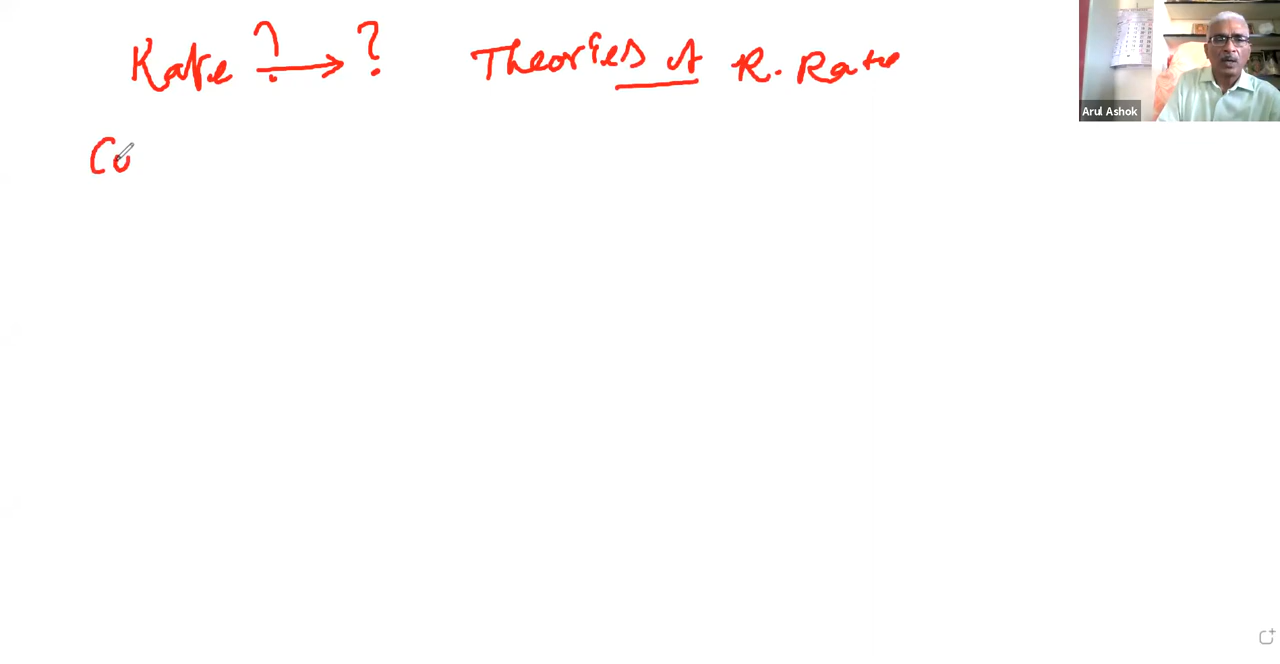 Rate ? → ? Theories of R. Rate
Arul Ashok
Co